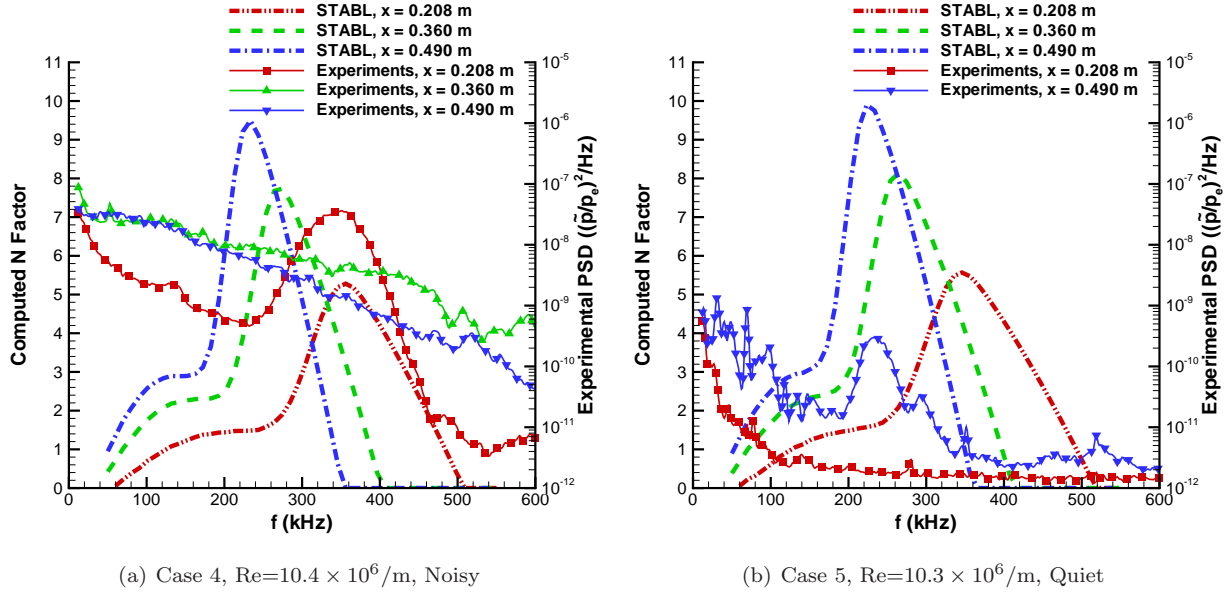 STABL, x = 0.208 m
STABL, x = 0.360 m
STABL, x = 0.490 m
Experiments, x = 0.208 m
Experiments, x = 0.360 m
Experiments, x = 0.490 m
Computed N Factor
11
10
9
8
7
6
5
4
3
2
1
0
0 100 200 300 400 500 600
f (kHz)
10⁻⁵
10⁻⁶
10⁻⁷
10⁻⁸
10⁻⁹
10⁻¹⁰
10⁻¹¹
10⁻¹²
Experimental PSD ((p̃/pₑ)²/Hz)
(a) Case 4, Re=10.4 × 10⁶/m, Noisy
STABL, x = 0.208 m
STABL, x = 0.360 m
STABL, x = 0.490 m
Experiments, x = 0.208 m
Experiments, x = 0.490 m
Computed N Factor
11
10
9
8
7
6
5
4
3
2
1
0
0 100 200 300 400 500 600
f (kHz)
10⁻⁵
10⁻⁶
10⁻⁷
10⁻⁸
10⁻⁹
10⁻¹⁰
10⁻¹¹
10⁻¹²
Experimental PSD ((p̃/pₑ)²/Hz)
(b) Case 5, Re=10.3 × 10⁶/m, Quiet